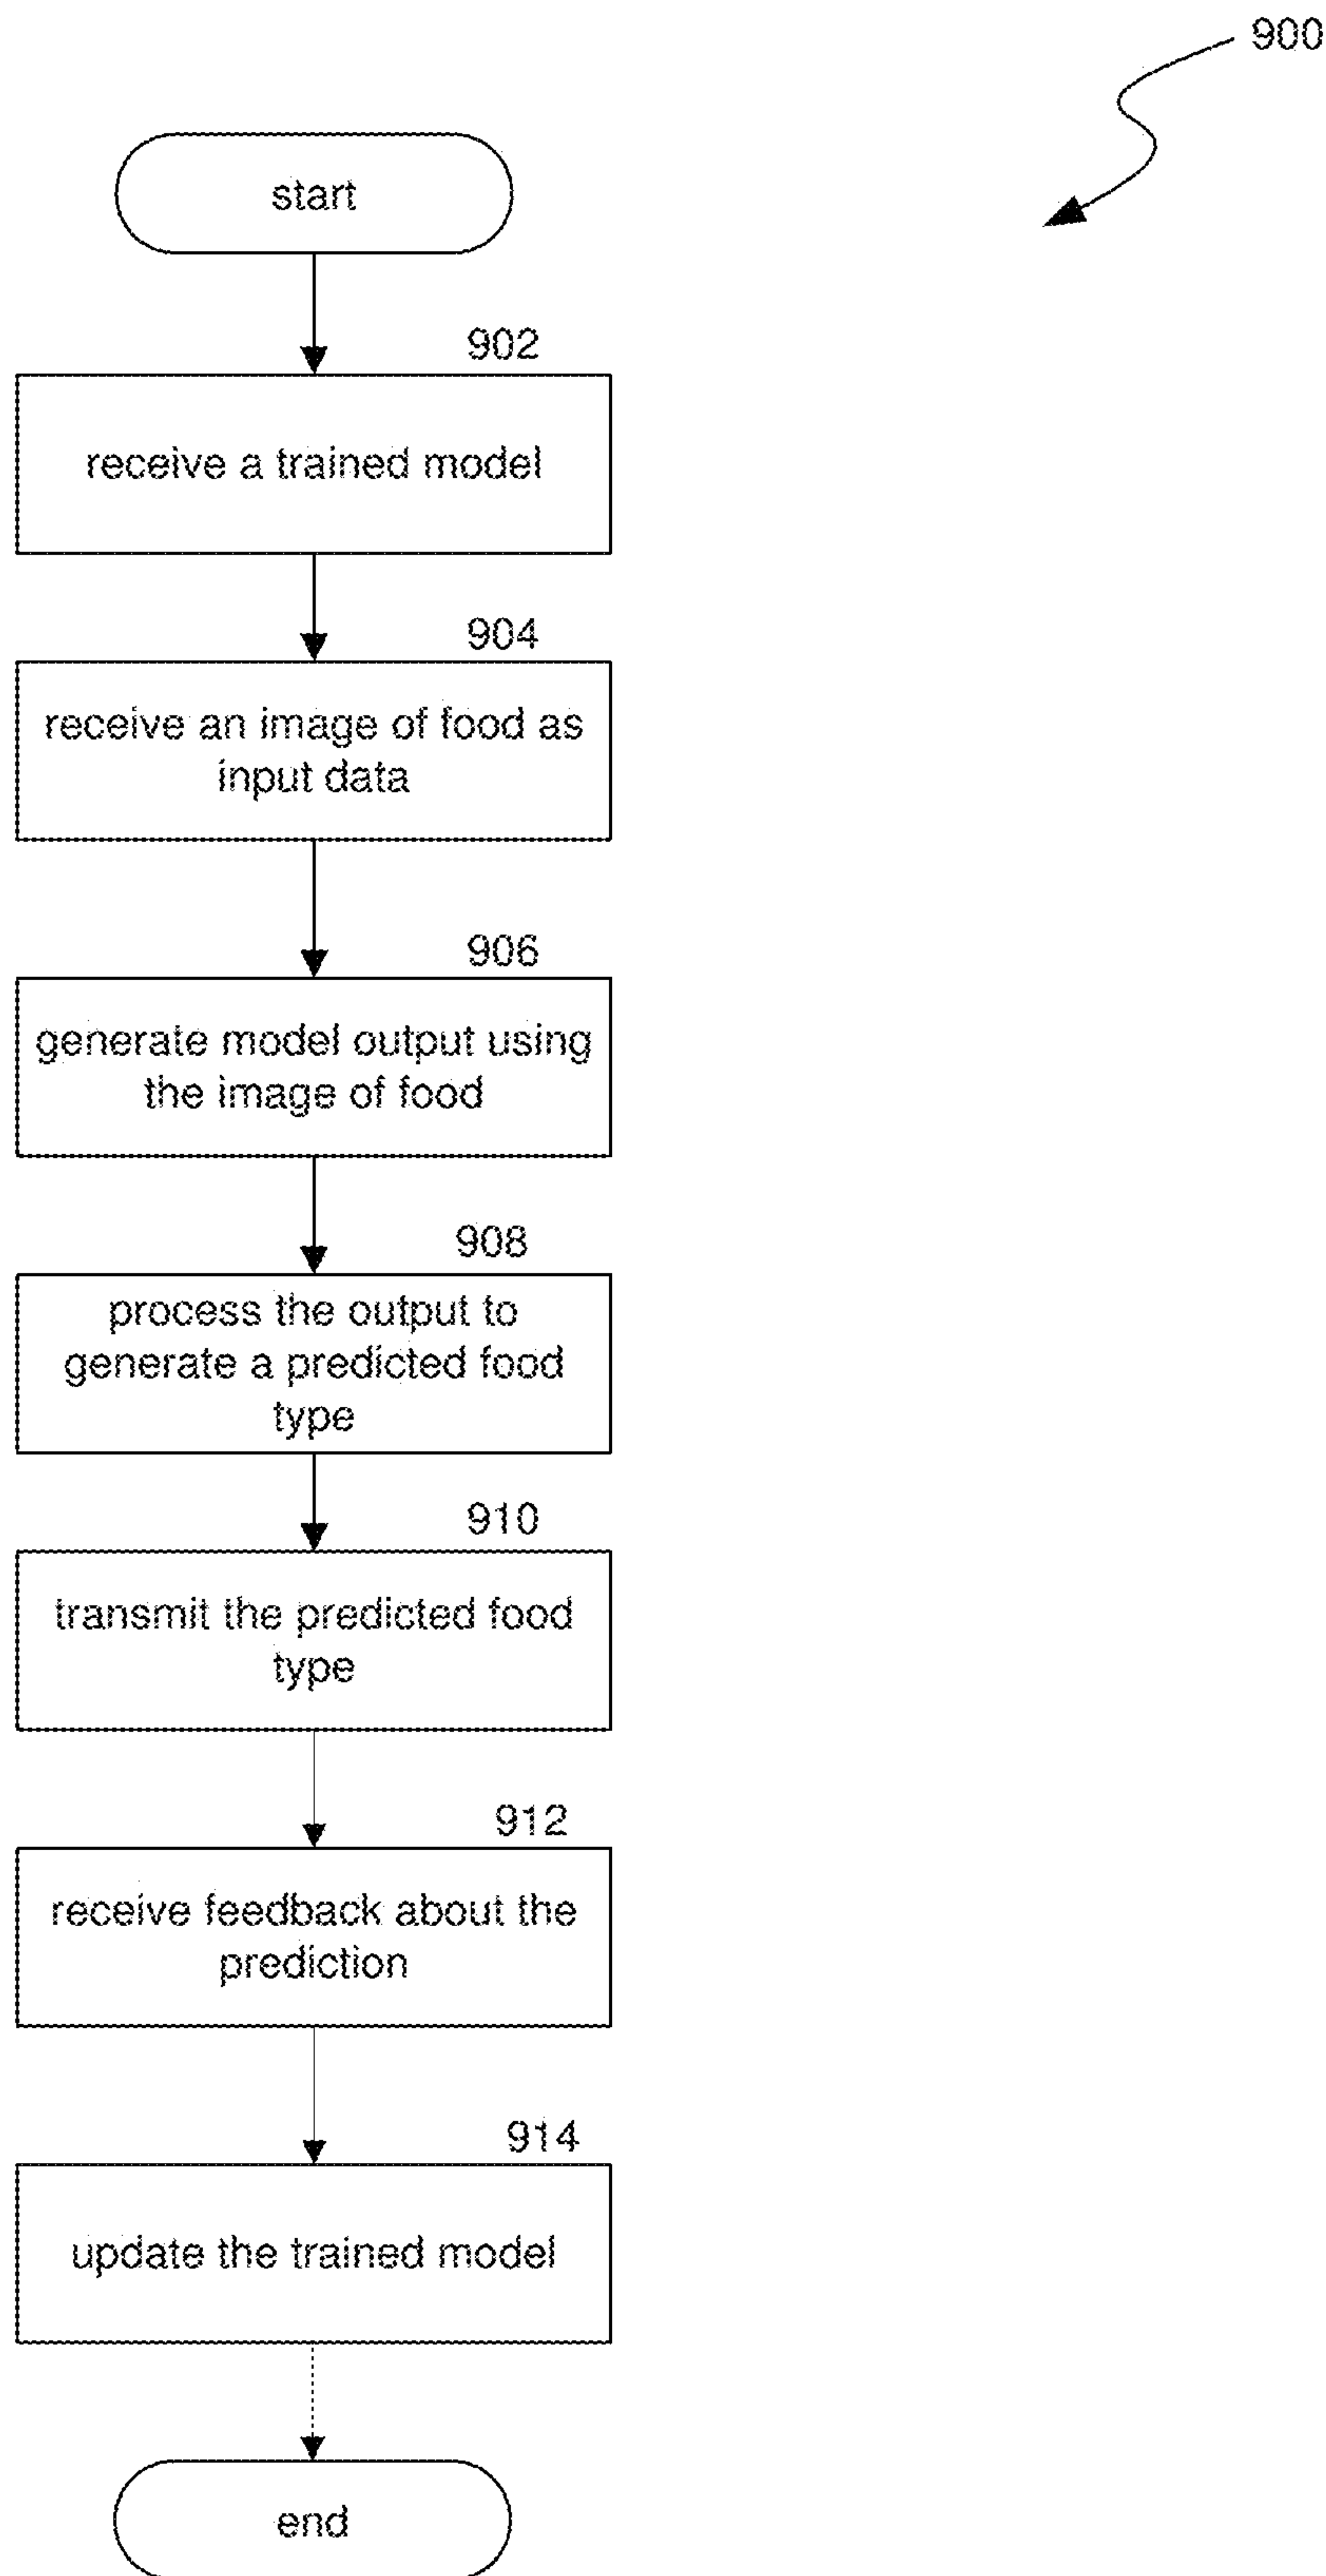 900
start
902
receive a trained model
904
receive an image of food as
input data
906
generate model output using
the image of food
908
process the output to
generate a predicted food
type
910
transmit the predicted food
type
912
receive feedback about the
prediction
914
update the trained model
end